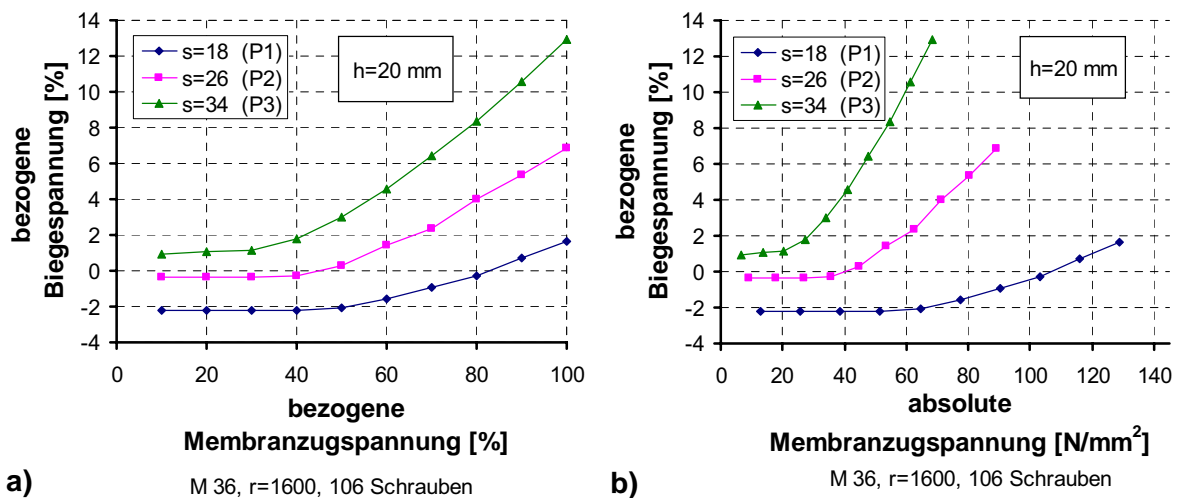 14
12
10
8
6
4
2
0
-2
-4
bezogene
Biegespannung [%]
s=18 (P1)
s=26 (P2)
s=34 (P3)
h=20 mm
0 20 40 60 80 100
bezogene
Membranzugspannung [%]
a) M 36, r=1600, 106 Schrauben
14
12
10
8
6
4
2
0
-2
-4
bezogene
Biegespannung [%]
s=18 (P1)
s=26 (P2)
s=34 (P3)
h=20 mm
0 20 40 60 80 100 120 140
absolute
Membranzugspannung [N/mm²]
b) M 36, r=1600, 106 Schrauben